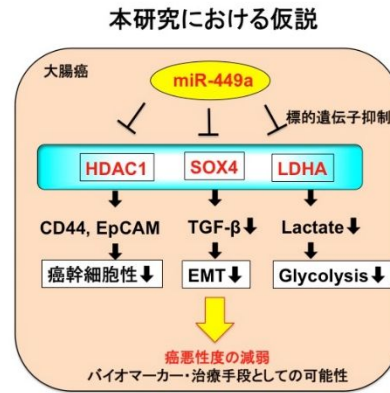 本研究における仮説
大腸癌
miR-449a
標的遺伝子抑制
HDAC1 SOX4 LDHA
CD44, EpCAM TGF-β⬇ Lactate⬇
癌幹細胞性⬇ EMT⬇ Glycolysis⬇
癌悪性度の減弱
バイオマーカー・治療手段としての可能性